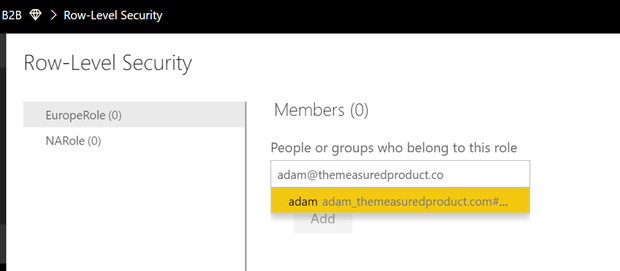 B2B > Row-Level Security
Row-Level Security
EuropeRole (0)
NARole (0)
Members (0)
People or groups who belong to this role
adam@themeasuredproduct.co
adam adam_themeasuredproduct.com#...
Add